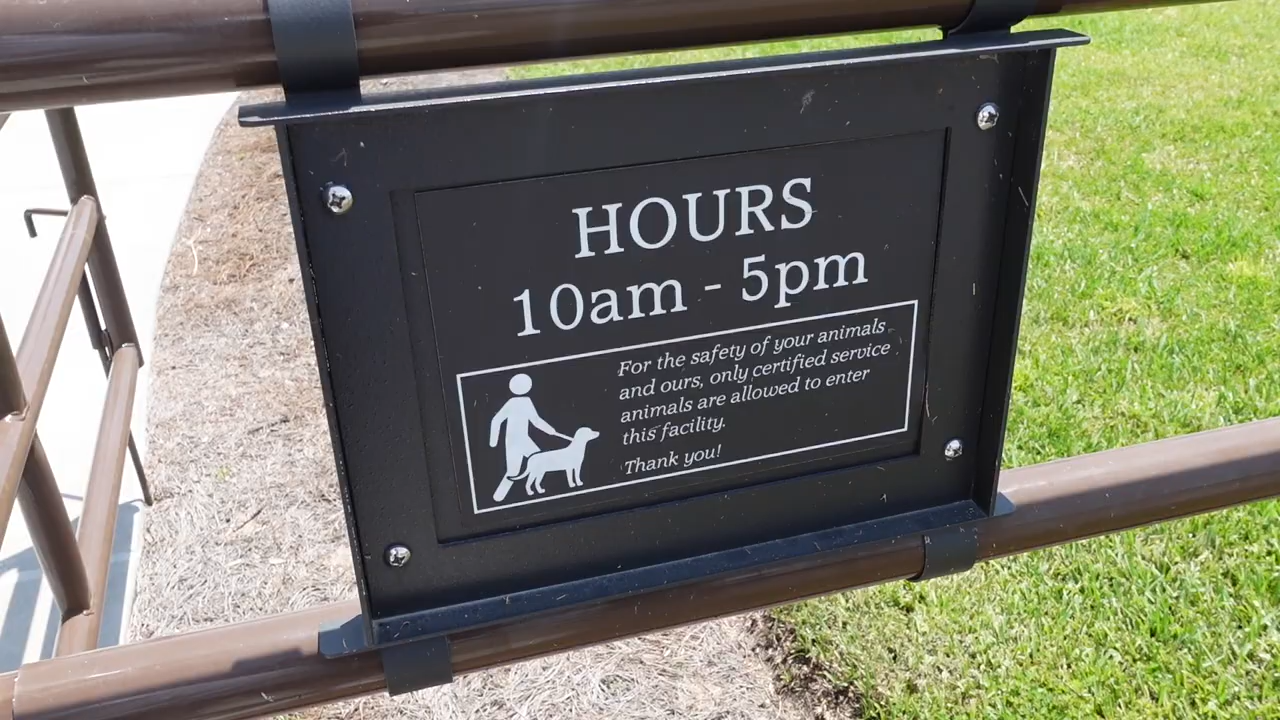 HOURS
10am - 5pm
For the safety of your animals
and ours, only certified service
animals are allowed to enter
this facility.
Thank you!